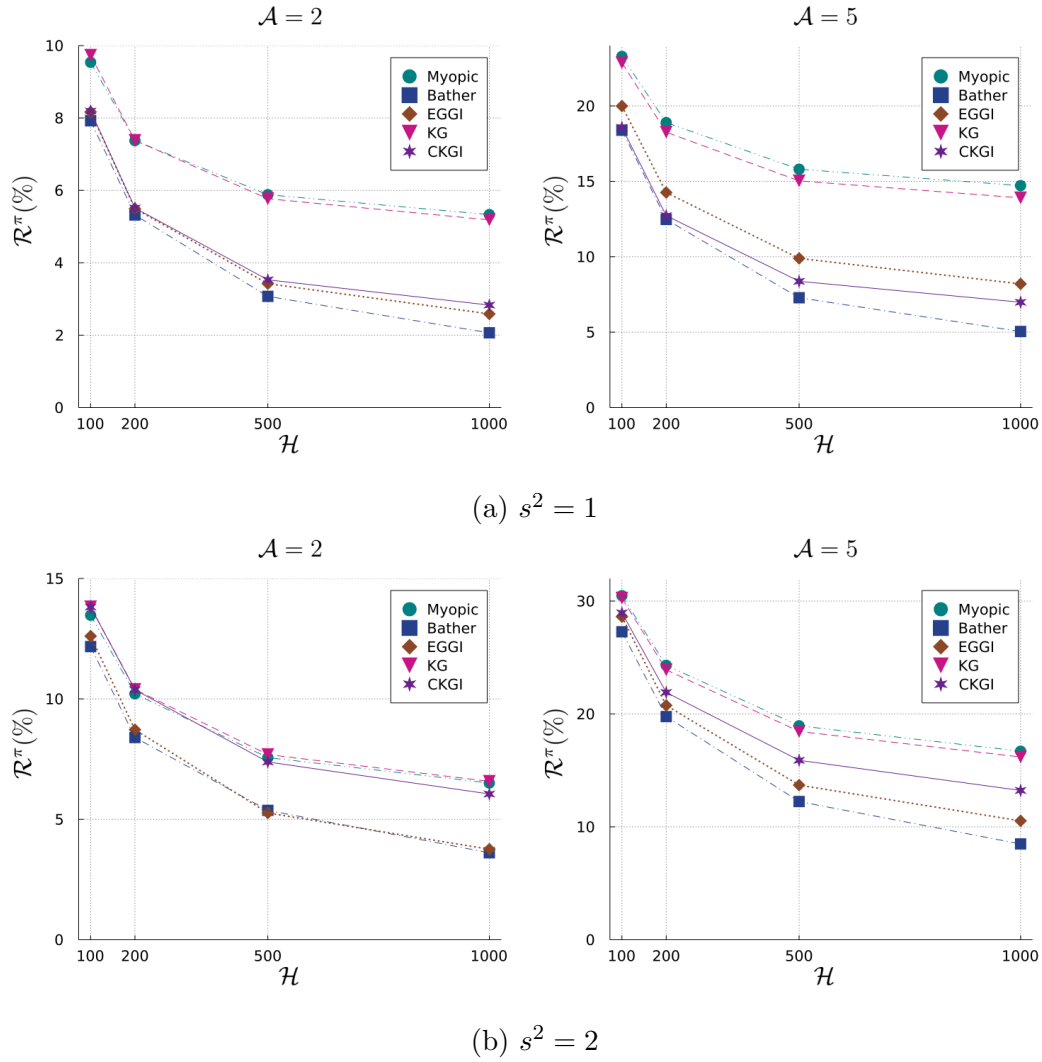 𝒜 = 2
ℛ^π(%)
10
8
6
4
2
0
100 200 500 1000
ℋ
Myopic
Bather
EGGI
KG
CKGI
𝒜 = 5
ℛ^π(%)
20
15
10
5
0
100 200 500 1000
ℋ
Myopic
Bather
EGGI
KG
CKGI
(a) s² = 1
𝒜 = 2
ℛ^π(%)
15
10
5
0
100 200 500 1000
ℋ
Myopic
Bather
EGGI
KG
CKGI
𝒜 = 5
ℛ^π(%)
30
20
10
0
100 200 500 1000
ℋ
Myopic
Bather
EGGI
KG
CKGI
(b) s² = 2